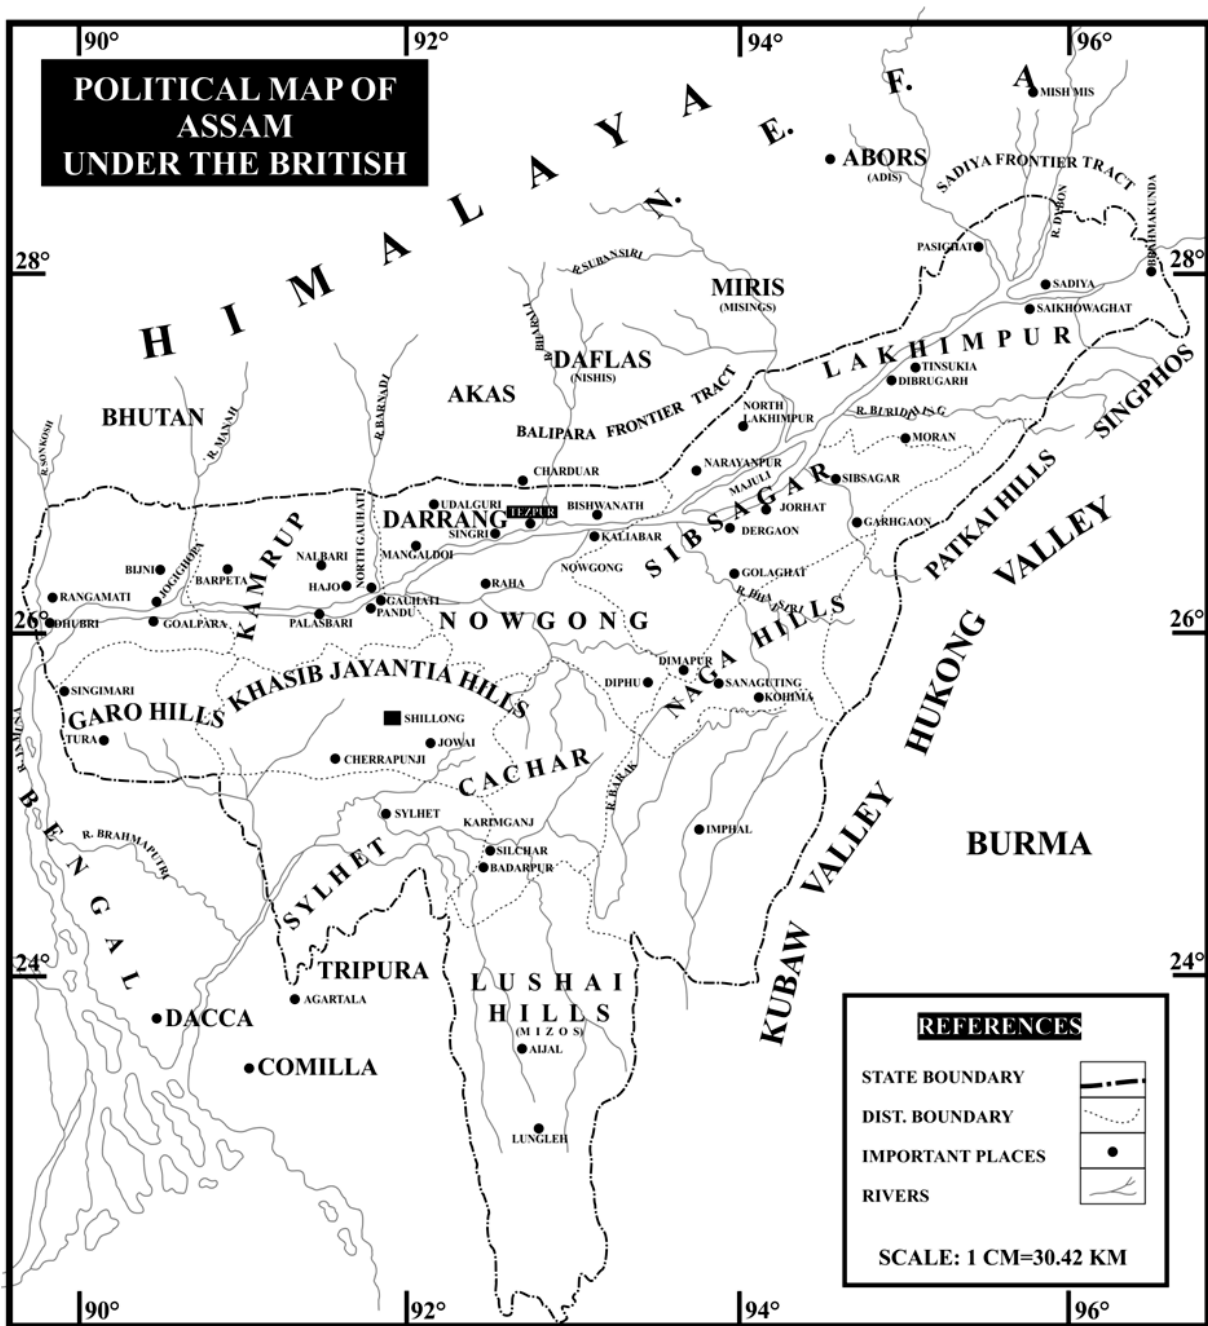 90°
92°
94°
96°
POLITICAL MAP OF
ASSAM
UNDER THE BRITISH
HIMALAYA
N. E. F. A
MISHMIS
ABORS
(ADIS)
SADIYA FRONTIER TRACT
R. DIBON
BRAHMAKUNDA
PASIGHAT
28°
28°
R.SUBANSIRI
MIRIS
(MISINGS)
SADIYA
SAIKHOWAGHAT
R. BHARALI
DAFLAS
(NISHIS)
LAKHIMPUR
TINSUKIA
DIBRUGARH
AKAS
BHUTAN
R.SONKOSH
R. MANAH
R.BARNADI
BALIPARA FRONTIER TRACT
NORTH
LAKHIMPUR
SINGPHOS
MORAN
CHARDUAR
NARAYANPUR
MAJULI
SIBSAGAR
SIBSAGAR
UDALGURI
DARRANG
TEZPUR
BISHWANATH
JORHAT
GARHGAON
PATKAI HILLS
SINGRI
KALIABAR
DERGAON
MANGALDOI
NORTH GAUHATI
NALBARI
KAMRUP
BIJNI
JOGIGHOPA
BARPETA
HAJO
RAHA
NOWGONG
GOLAGHAT
RANGAMATI
GAUHATI
PANDU
26°
26°
DHUBRI
GOALPARA
PALASBARI
NOWGONG
NAGA HILLS
HUKONG VALLEY
DIMAPUR
DIPHU
SANAGUTING
KOHIMA
SINGIMARI
KHASIB JAYANTIA HILLS
GARO HILLS
SHILLONG
TURA
JOWAI
CHERRAPUNJI
R. JAMUNA
CACHAR
R. BARAK
BENGAL
R. BRAHMAPUTRI
SYLHET
KARIMGANJ
IMPHAL
SILCHAR
BADARPUR
SYLHET
BURMA
KUBAW VALLEY
24°
24°
TRIPURA
AGARTALA
LUSHAI
HILLS
(MIZOS)
DACCA
COMILLA
AIJAL
LUNGLEH
REFERENCES
STATE BOUNDARY
DIST. BOUNDARY
IMPORTANT PLACES
RIVERS
SCALE: 1 CM=30.42 KM
90°
92°
94°
96°